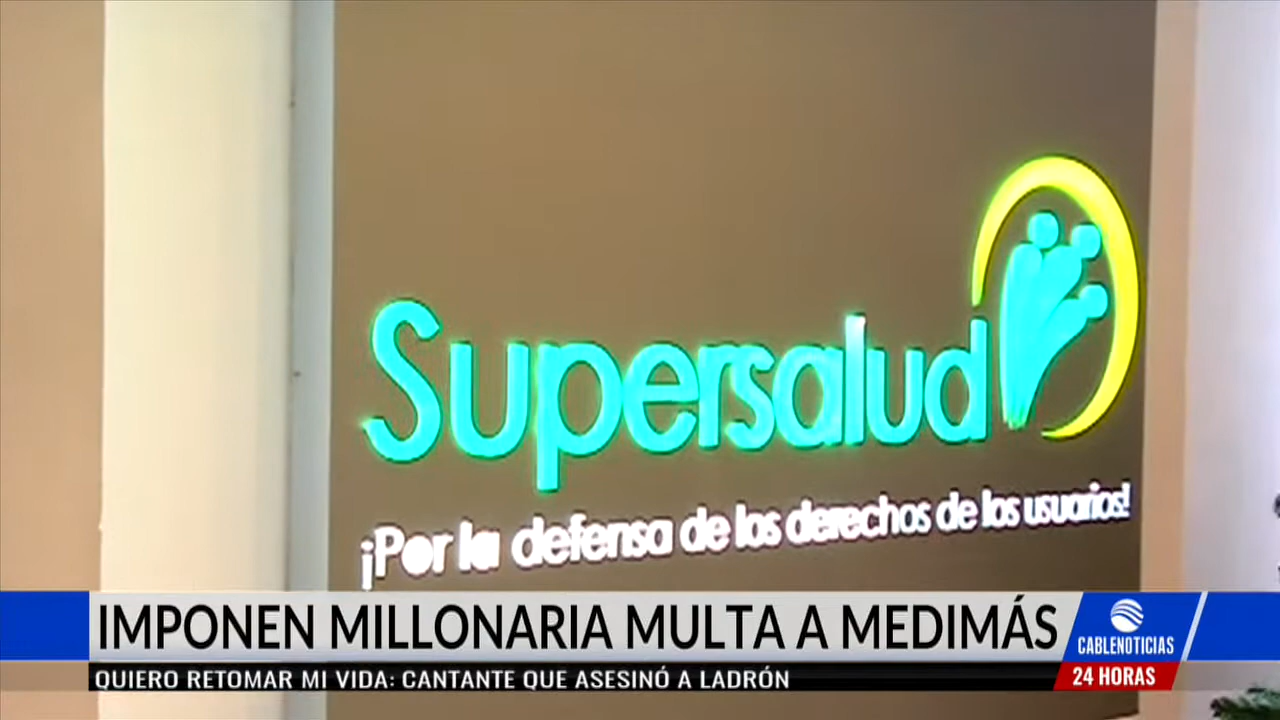 Supersalud
¡Por la defensa de los derechos de los usuarios!
IMPONEN MILLONARIA MULTA A MEDIMÁS
CABLENOTICIAS
QUIERO RETOMAR MI VIDA: CANTANTE QUE ASESINÓ A LADRÓN
24 HORAS